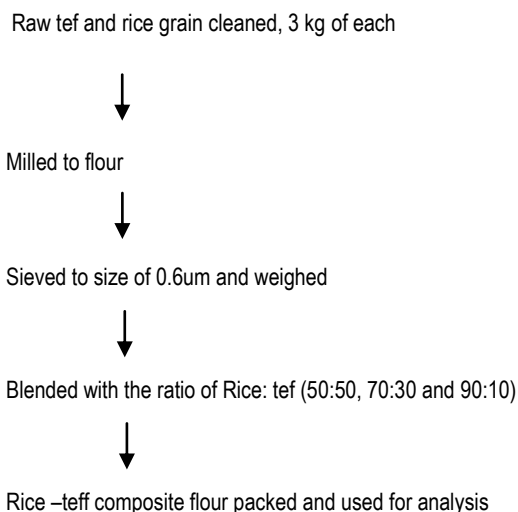 Raw tef and rice grain cleaned, 3 kg of each
Milled to flour
Sieved to size of 0.6um and weighed
Blended with the ratio of Rice: tef (50:50, 70:30 and 90:10)
Rice –teff composite flour packed and used for analysis